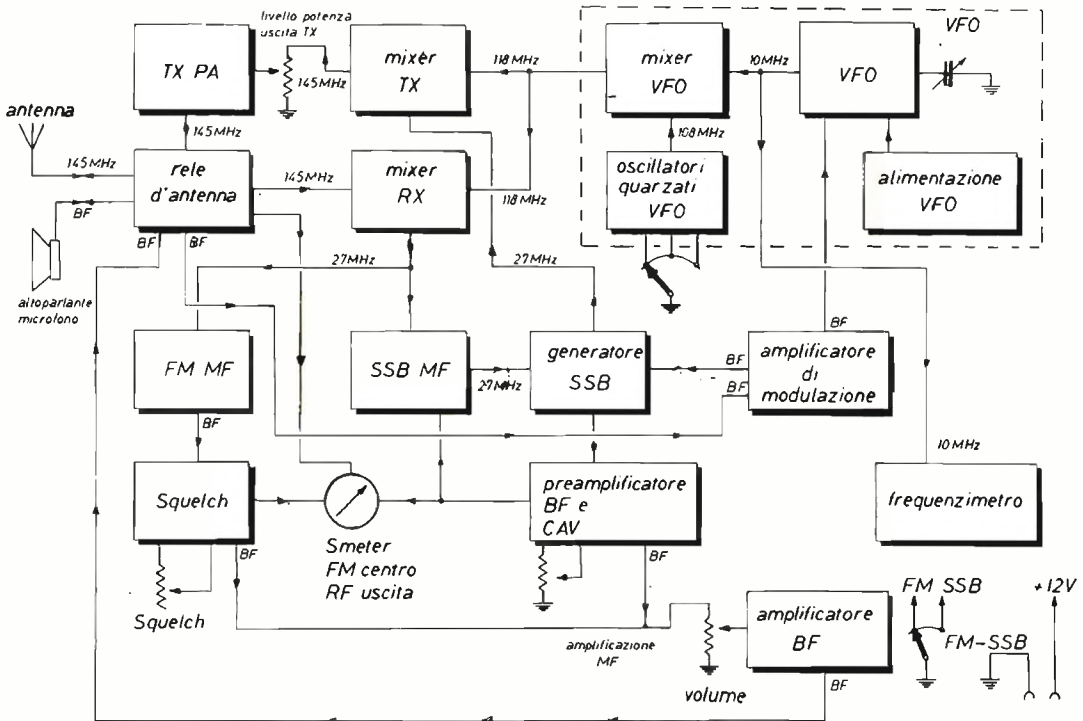 livello potenza
uscita TX
TX PA
145MHz
mixer
TX
118MHz
mixer
VFO
10MHz
VFO
VFO
antenna
145MHz
145MHz
rele
d'antenna
145MHz
mixer
RX
118MHz
108MHz
oscillatori
quarzati
VFO
alimentazione
VFO
BF
BF
BF
altoparlante
microfono
27MHz
27MHz
FM MF
SSB MF
27MHz
generatore
SSB
BF
BF
BF
amplificatore
di
modulazione
BF
10MHz
Squelch
Smeter
FM centro
RF uscita
preamplificatore
BF e
CAV
frequenzimetro
BF
BF
Squelch
amplificazione
MF
volume
amplificatore
BF
BF
FM SSB
FM-SSB
+12V